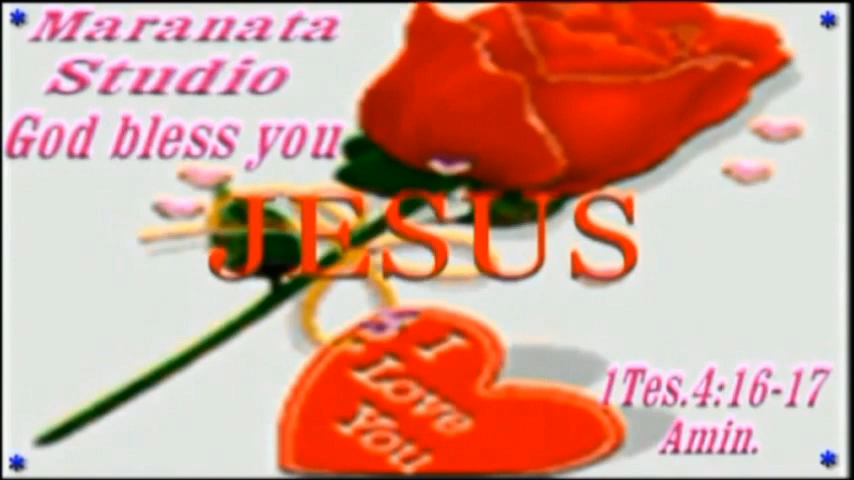 Maranata
Studio
God bless you
JESUS
I
Love
You
1Tes.4:16-17
Amin.